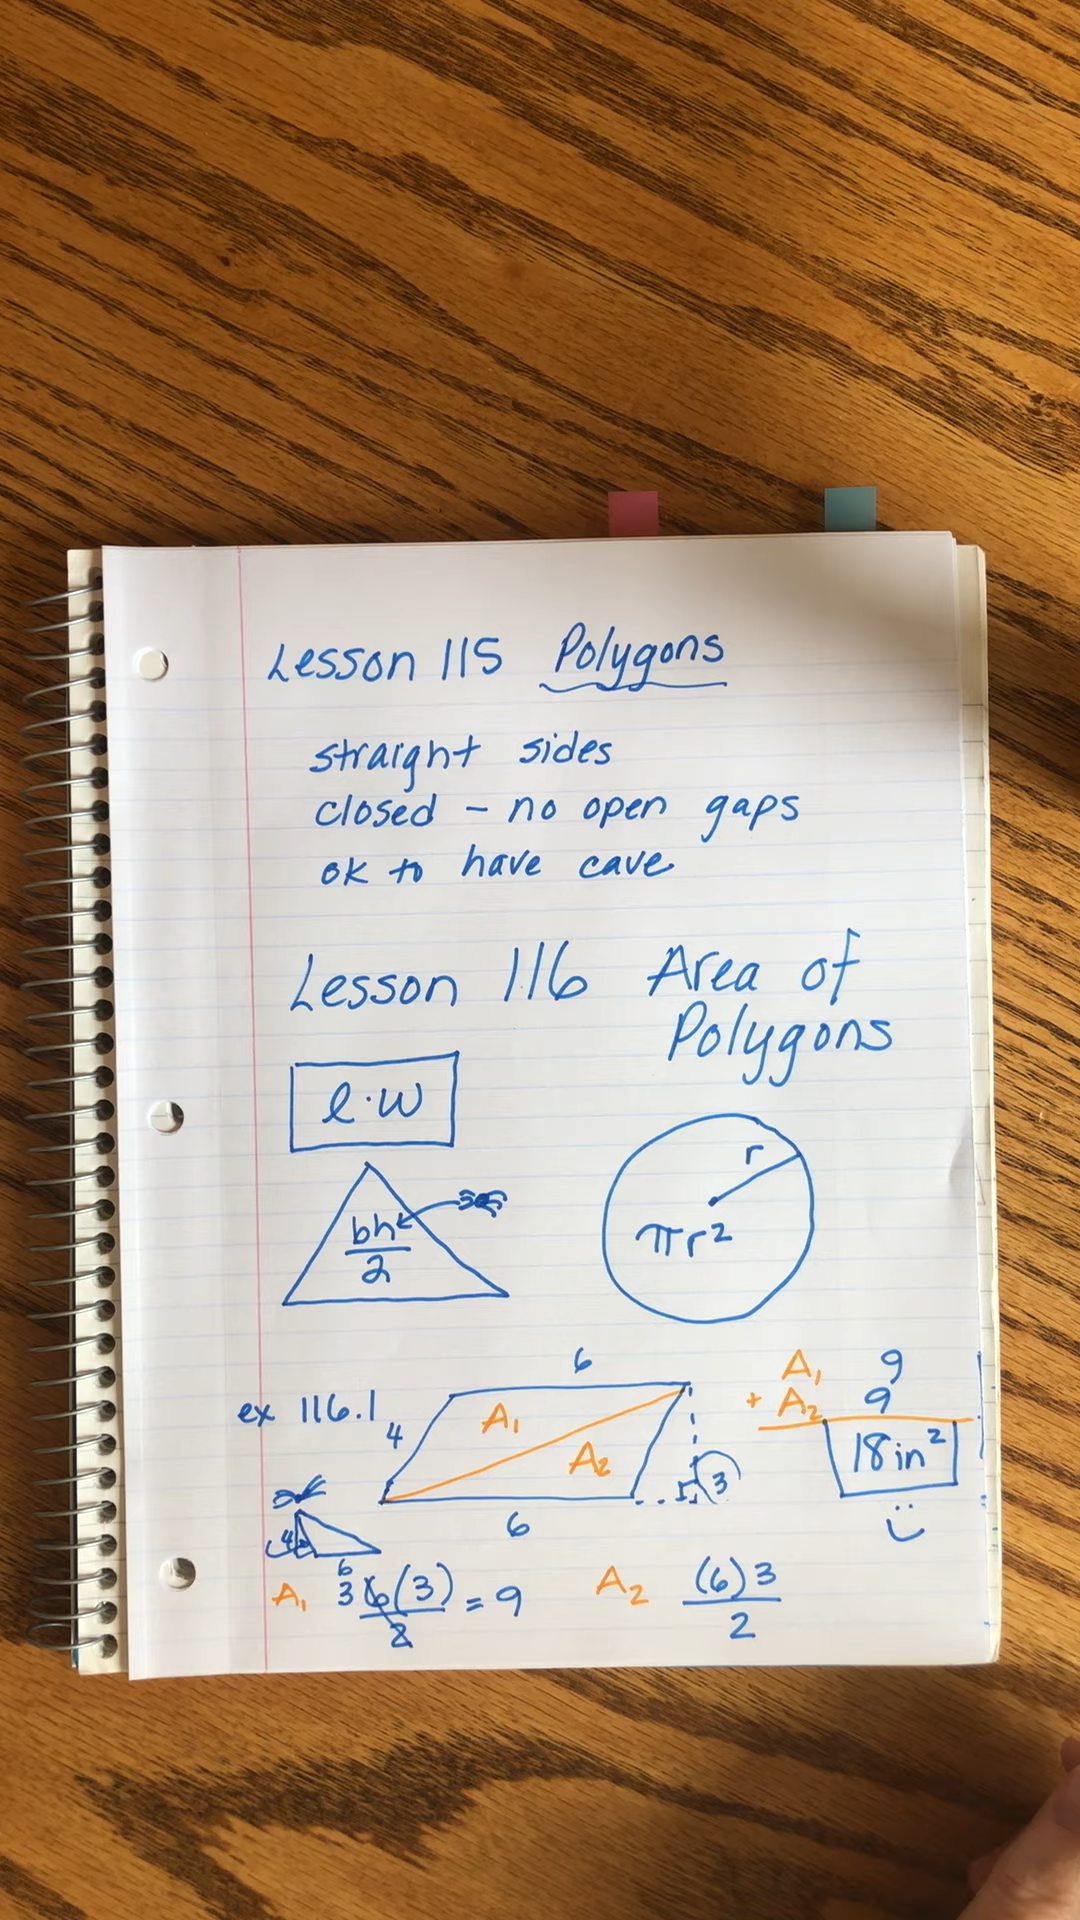 Lesson 115 Polygons
straight sides
closed - no open gaps
ok to have cave
Lesson 116 Area of
Polygons
l·w
bh
2
r
πr²
ex 116.1
6
4
A₁
A₂
3
6
A₁ 9
+ A₂ 9
18 in²
4
6
A₁ 3 6(3) = 9
2
A₂ (6)3
2